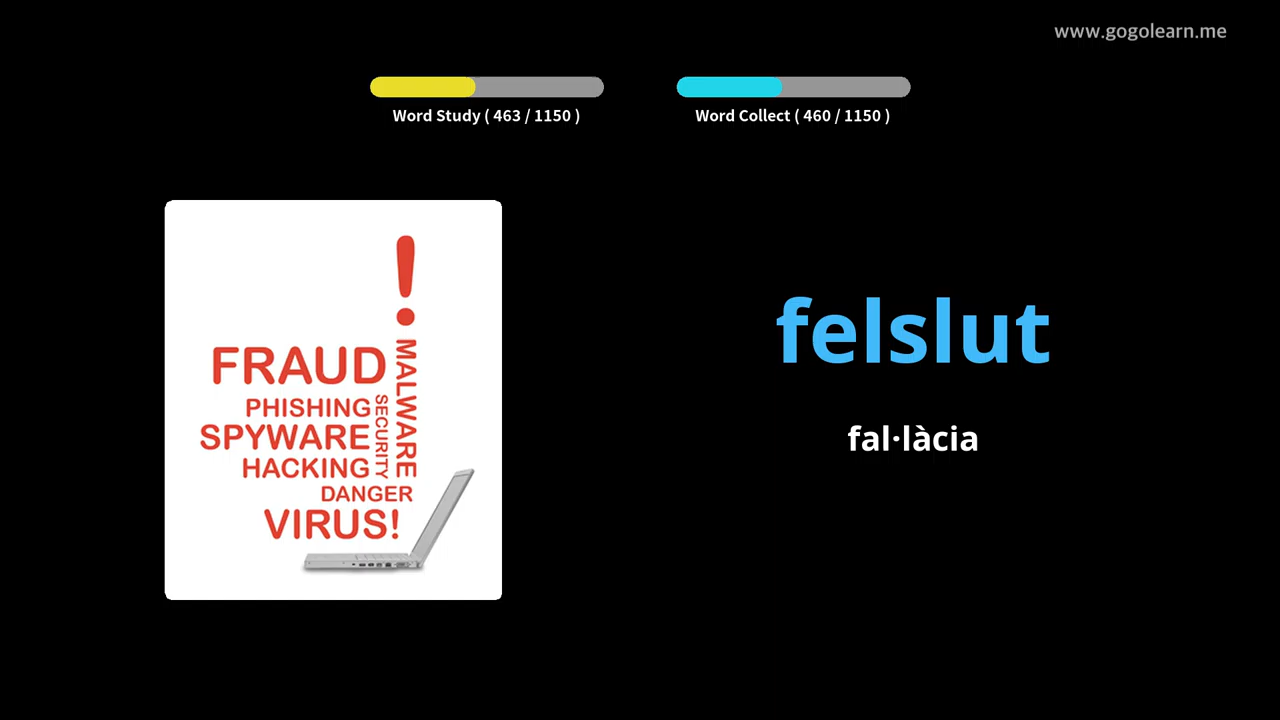 www.gogolearn.me
Word Study ( 463 / 1150 )
Word Collect ( 460 / 1150 )
!
FRAUD
MALWARE
PHISHING
SECURITY
SPYWARE
HACKING
DANGER
VIRUS!
felslut
fal·làcia